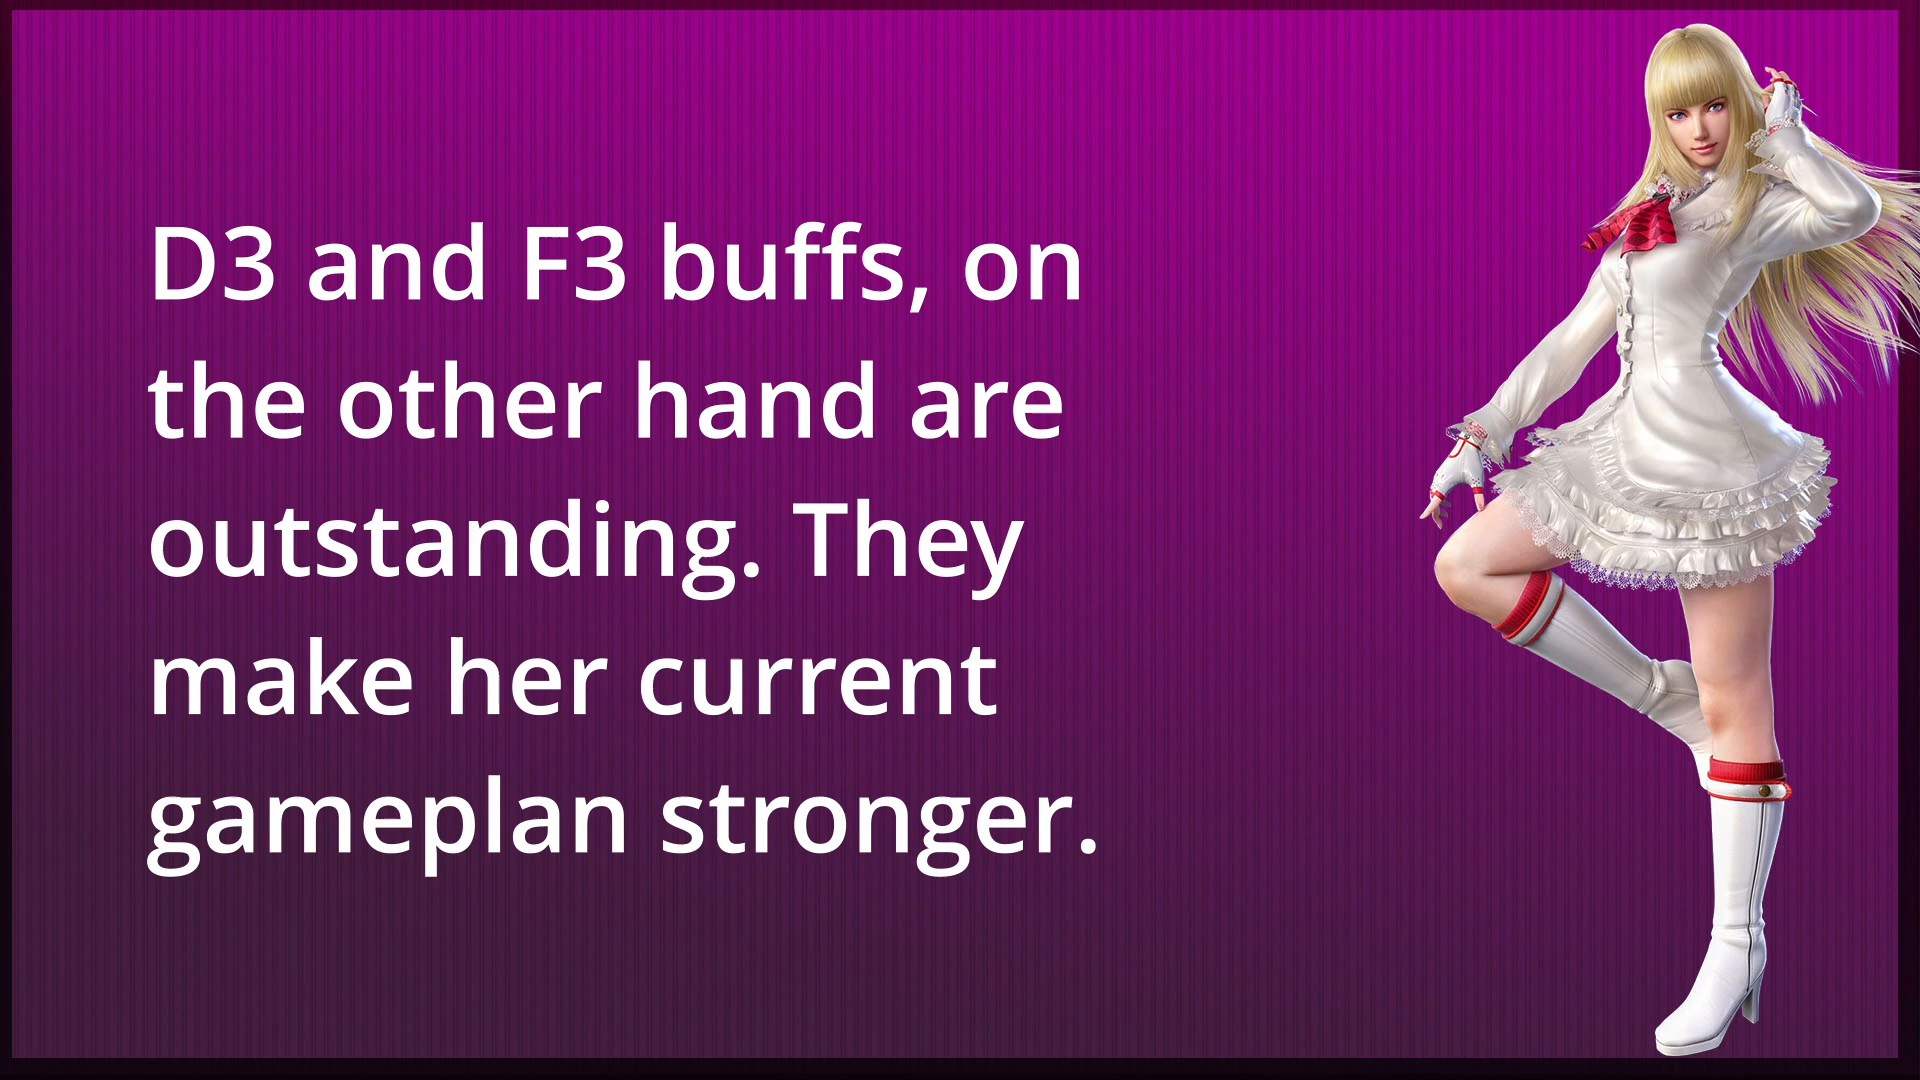 D3 and F3 buffs, on
the other hand are
outstanding. They
make her current
gameplan stronger.